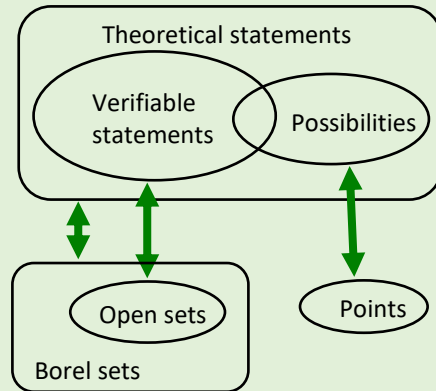 Theoretical statements
Verifiable
statements
Possibilities
Open sets
Points
Borel sets